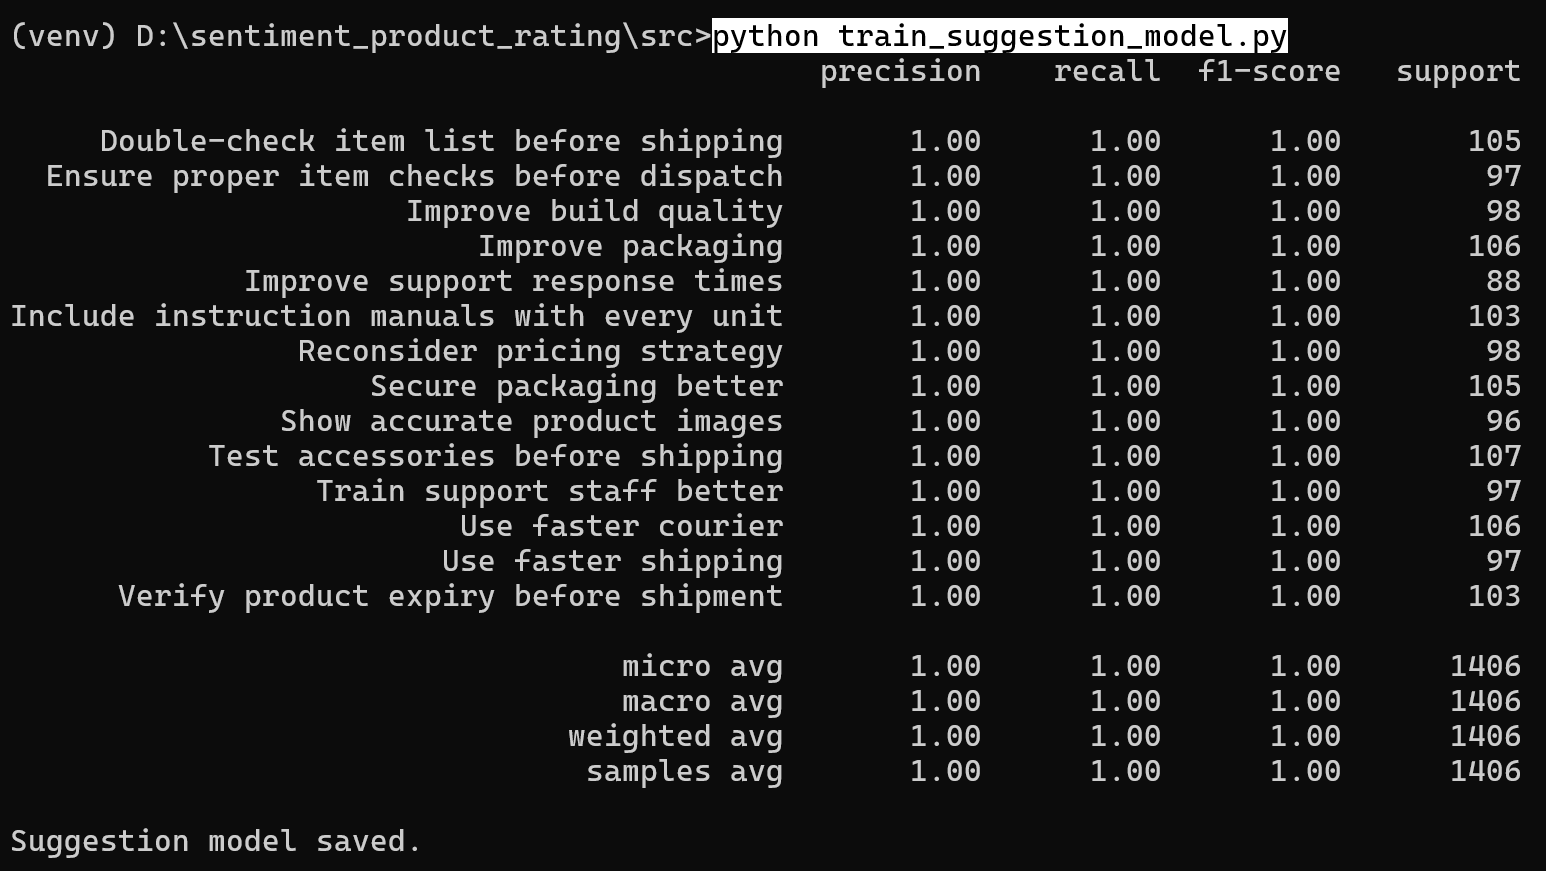 (venv) D:\sentiment_product_rating\src>python train_suggestion_model.py
precision recall f1-score support
Double-check item list before shipping 1.00 1.00 1.00 105
Ensure proper item checks before dispatch 1.00 1.00 1.00 97
Improve build quality 1.00 1.00 1.00 98
Improve packaging 1.00 1.00 1.00 106
Improve support response times 1.00 1.00 1.00 88
Include instruction manuals with every unit 1.00 1.00 1.00 103
Reconsider pricing strategy 1.00 1.00 1.00 98
Secure packaging better 1.00 1.00 1.00 105
Show accurate product images 1.00 1.00 1.00 96
Test accessories before shipping 1.00 1.00 1.00 107
Train support staff better 1.00 1.00 1.00 97
Use faster courier 1.00 1.00 1.00 106
Use faster shipping 1.00 1.00 1.00 97
Verify product expiry before shipment 1.00 1.00 1.00 103
micro avg 1.00 1.00 1.00 1406
macro avg 1.00 1.00 1.00 1406
weighted avg 1.00 1.00 1.00 1406
samples avg 1.00 1.00 1.00 1406
Suggestion model saved.